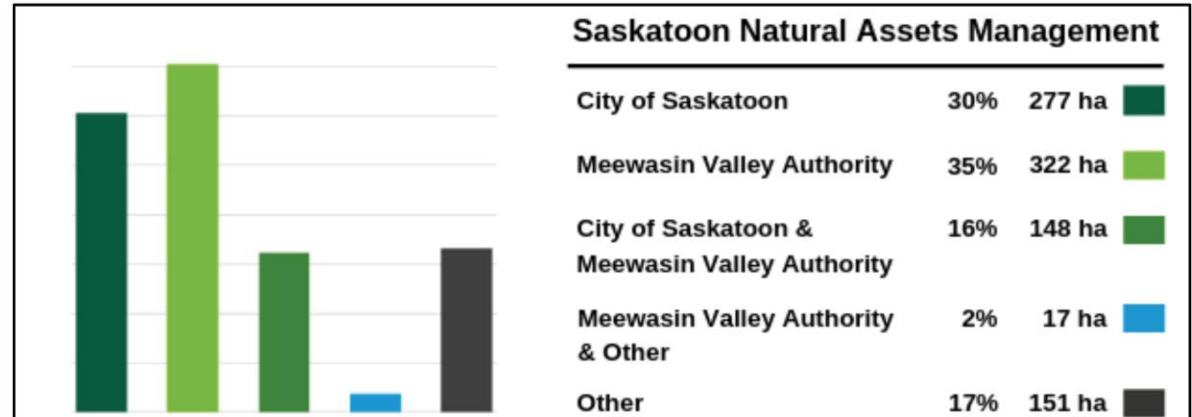 Saskatoon Natural Assets Management
City of Saskatoon 30% 277 ha
Meewasin Valley Authority 35% 322 ha
City of Saskatoon & 16% 148 ha
Meewasin Valley Authority
Meewasin Valley Authority 2% 17 ha
& Other
Other 17% 151 ha